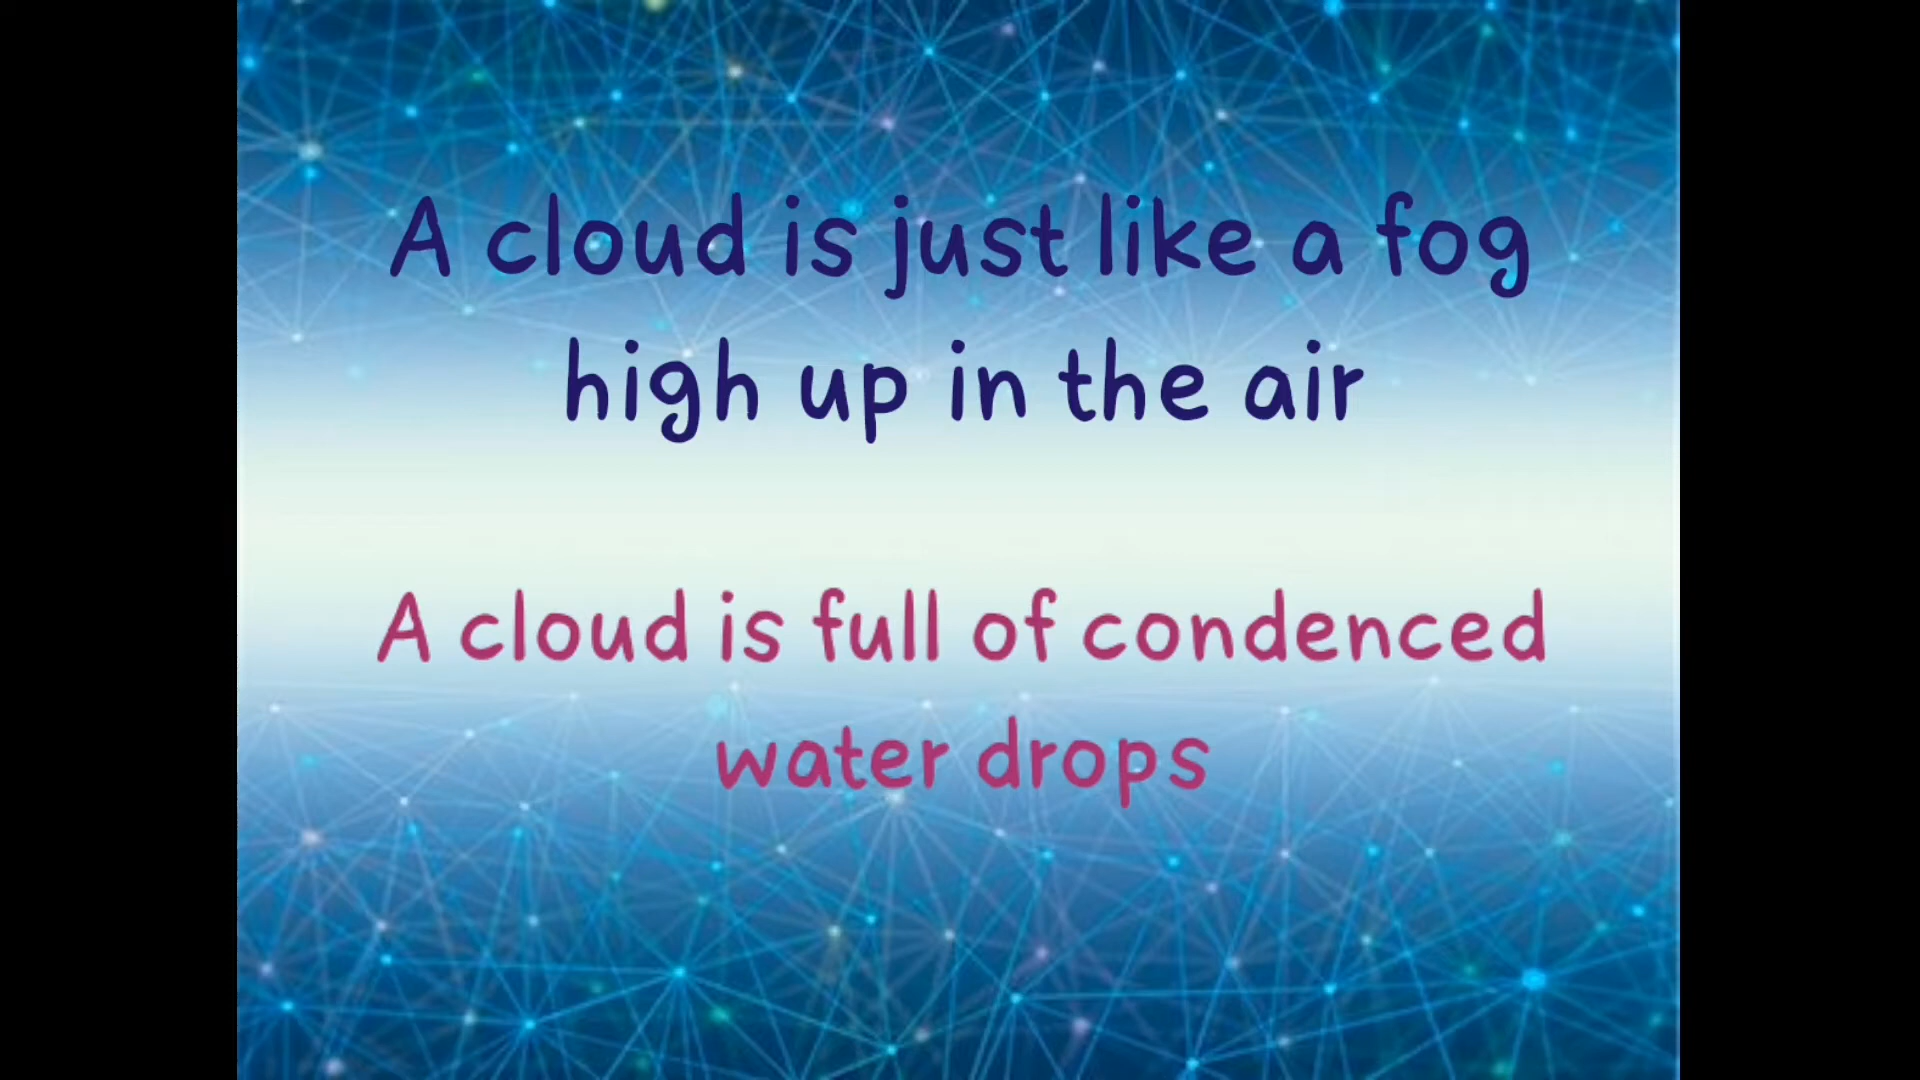 A cloud is just like a fog
high up in the air
A cloud is full of condenced
water drops